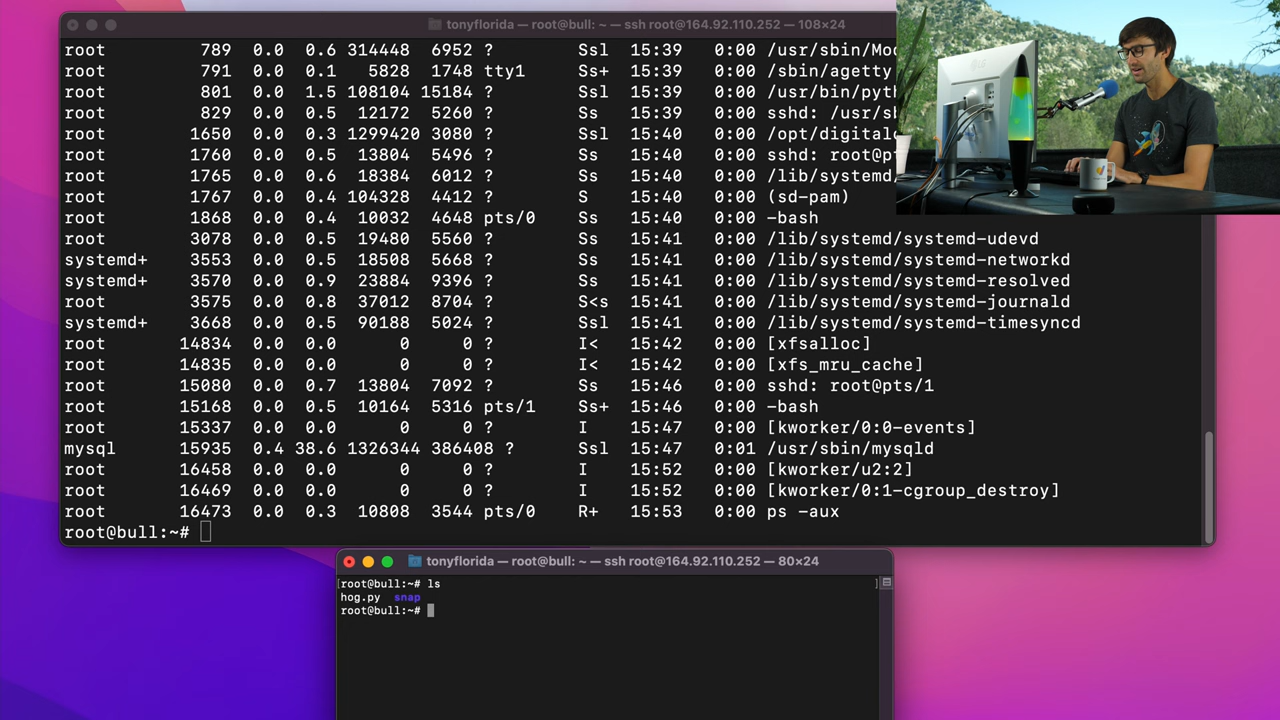 tonyflorida — root@bull: ~ — ssh root@164.92.110.252 — 108×24
root 789 0.0 0.6 314448 6952 ? Ssl 15:39 0:00 /usr/sbin/Mod
root 791 0.0 0.1 5828 1748 tty1 Ss+ 15:39 0:00 /sbin/agetty
root 801 0.0 1.5 108104 15184 ? Ssl 15:39 0:00 /usr/bin/pyth
root 829 0.0 0.5 12172 5260 ? Ss 15:39 0:00 sshd: /usr/sb
root 1650 0.0 0.3 1299420 3080 ? Ssl 15:40 0:00 /opt/digitalo
root 1760 0.0 0.5 13804 5496 ? Ss 15:40 0:00 sshd: root@pt
root 1765 0.0 0.6 18384 6012 ? Ss 15:40 0:00 /lib/systemd/
root 1767 0.0 0.4 104328 4412 ? S 15:40 0:00 (sd-pam)
root 1868 0.0 0.4 10032 4648 pts/0 Ss 15:40 0:00 -bash
root 3078 0.0 0.5 19480 5560 ? Ss 15:41 0:00 /lib/systemd/systemd-udevd
systemd+ 3553 0.0 0.5 18508 5668 ? Ss 15:41 0:00 /lib/systemd/systemd-networkd
systemd+ 3570 0.0 0.9 23884 9396 ? Ss 15:41 0:00 /lib/systemd/systemd-resolved
root 3575 0.0 0.8 37012 8704 ? S<s 15:41 0:00 /lib/systemd/systemd-journald
systemd+ 3668 0.0 0.5 90188 5024 ? Ssl 15:41 0:00 /lib/systemd/systemd-timesyncd
root 14834 0.0 0.0 0 0 ? I< 15:42 0:00 [xfsalloc]
root 14835 0.0 0.0 0 0 ? I< 15:42 0:00 [xfs_mru_cache]
root 15080 0.0 0.7 13804 7092 ? Ss 15:46 0:00 sshd: root@pts/1
root 15168 0.0 0.5 10164 5316 pts/1 Ss+ 15:46 0:00 -bash
root 15337 0.0 0.0 0 0 ? I 15:47 0:00 [kworker/0:0-events]
mysql 15935 0.4 38.6 1326344 386408 ? Ssl 15:47 0:01 /usr/sbin/mysqld
root 16458 0.0 0.0 0 0 ? I 15:52 0:00 [kworker/u2:2]
root 16469 0.0 0.0 0 0 ? I 15:52 0:00 [kworker/0:1-cgroup_destroy]
root 16473 0.0 0.3 10808 3544 pts/0 R+ 15:53 0:00 ps -aux
root@bull:~#
tonyflorida — root@bull: ~ — ssh root@164.92.110.252 — 80×24
[root@bull:~# ls ]
hog.py snap
root@bull:~#